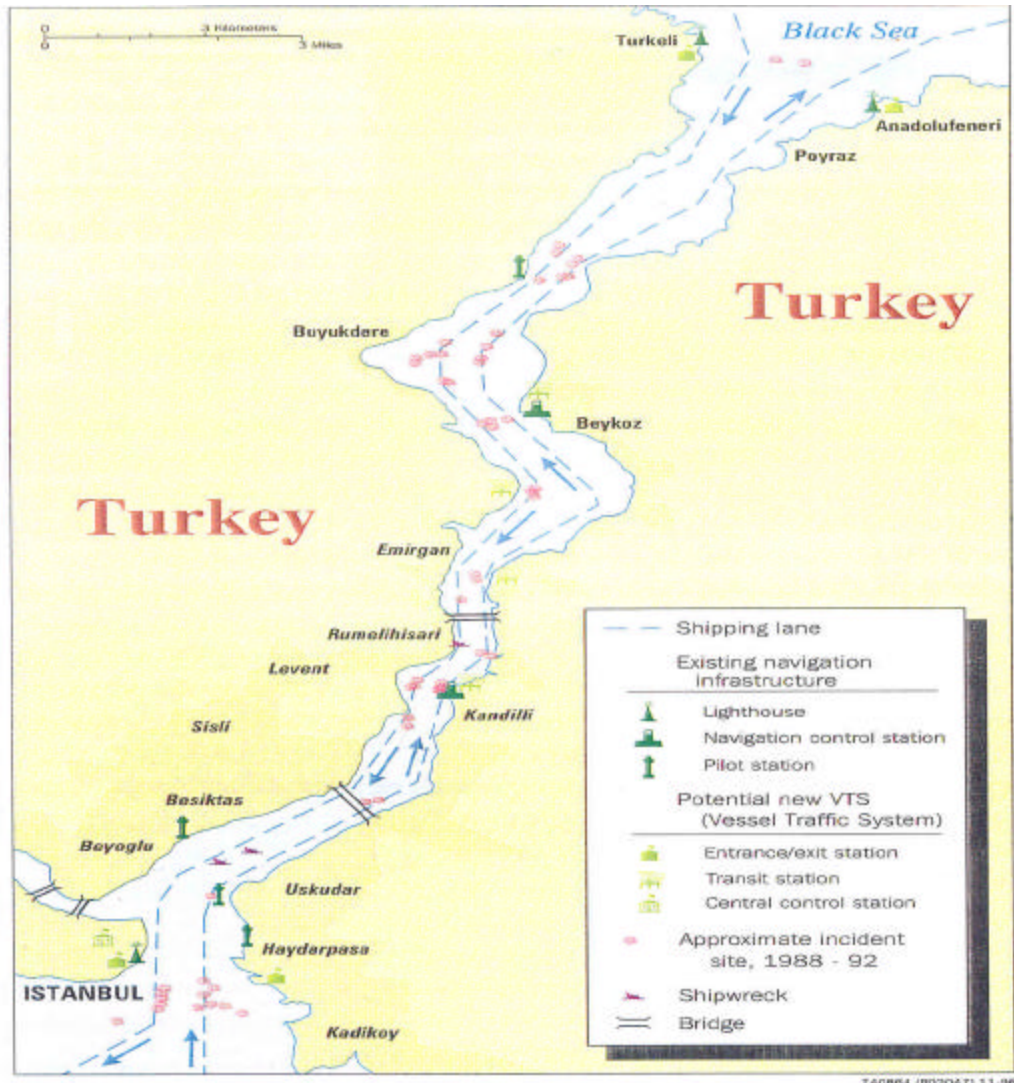 0 3 Kilometers
0 3 Miles
Turkeli
Black Sea
Anadolufeneri
Poyraz
Turkey
Buyukdere
Beykoz
Turkey
Emirgan
Rumelihisari
Levent
Kandilli
Sisli
Besiktas
Beyoglu
Uskudar
Haydarpasa
ISTANBUL
Kadikoy
Shipping lane
Existing navigation
infrastructure
Lighthouse
Navigation control station
Pilot station
Potential new VTS
(Vessel Traffic System)
Entrance/exit station
Transit station
Central control station
Approximate incident
site, 1988 - 92
Shipwreck
Bridge